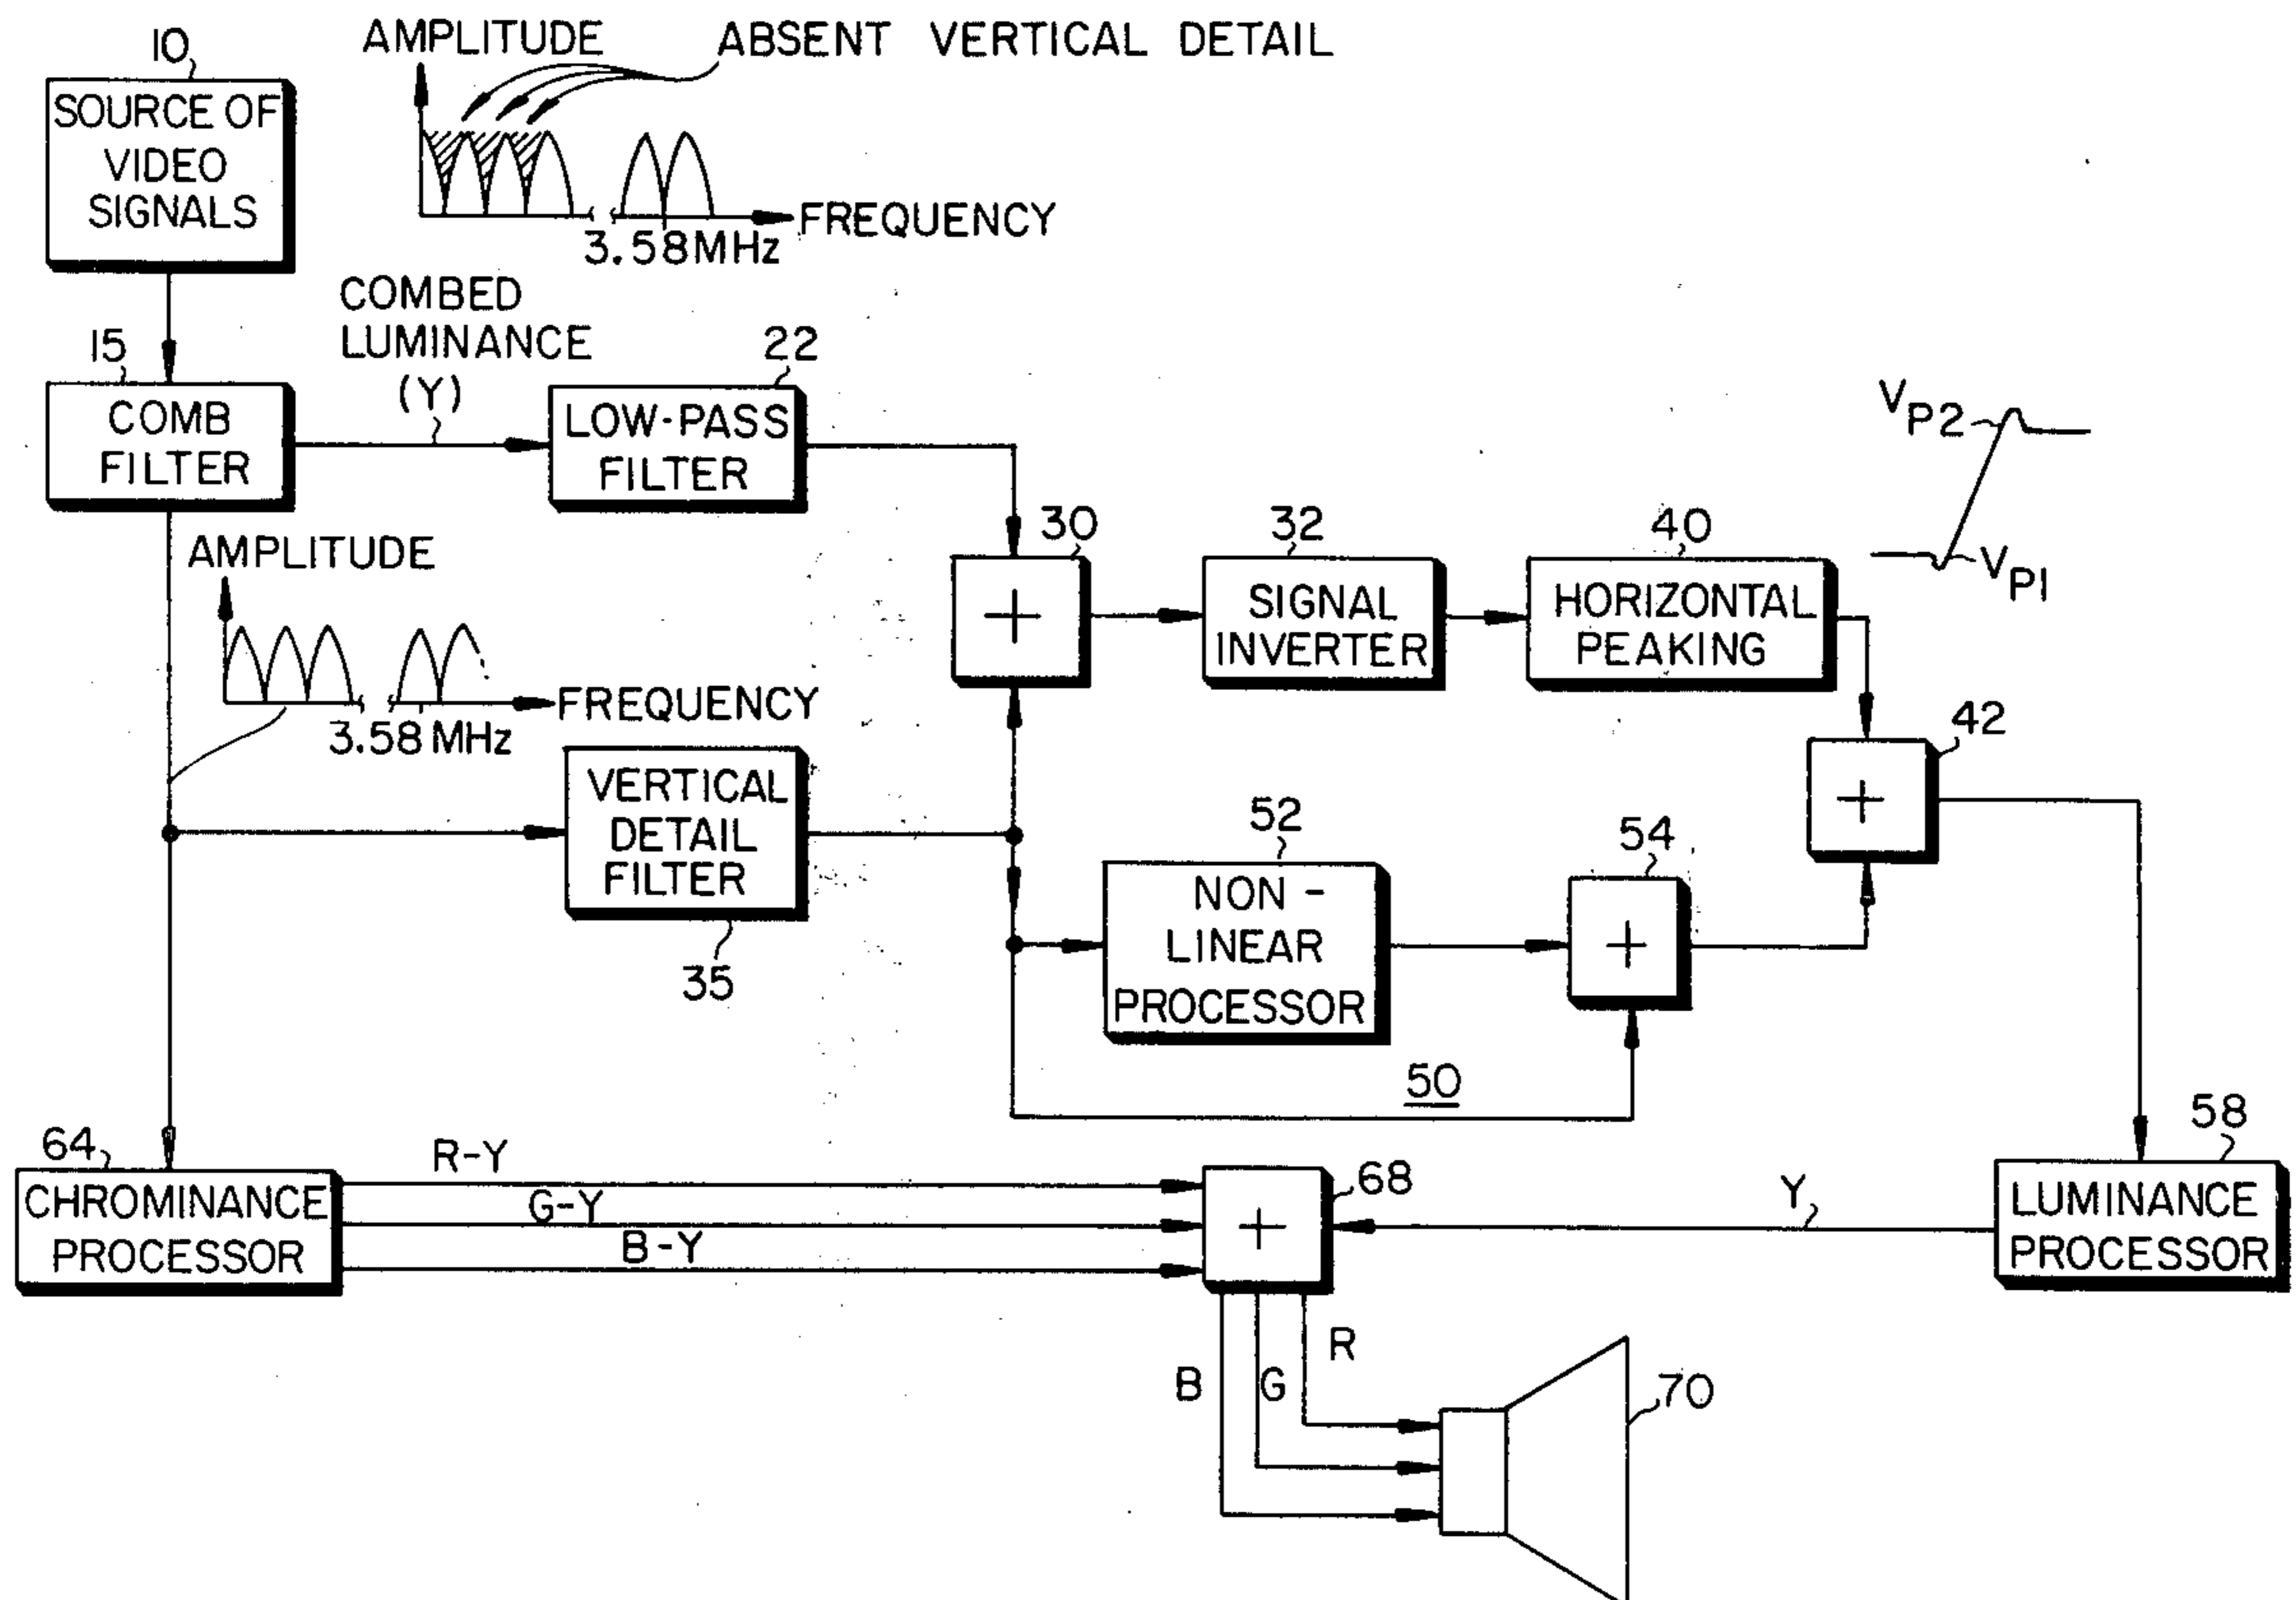 10
SOURCE OF
VIDEO
SIGNALS
AMPLITUDE
ABSENT VERTICAL DETAIL
FREQUENCY
3.58MHz
COMBED
LUMINANCE
(Y)
15
COMB
FILTER
22
LOW-PASS
FILTER
AMPLITUDE
FREQUENCY
3.58 MHz
30
+
32
SIGNAL
INVERTER
40
HORIZONTAL
PEAKING
VP2
VP1
42
+
VERTICAL
DETAIL
FILTER
35
52
NON-
LINEAR
PROCESSOR
54
+
50
64
CHROMINANCE
PROCESSOR
R-Y
G-Y
B-Y
68
+
Y
58
LUMINANCE
PROCESSOR
B
G
R
70